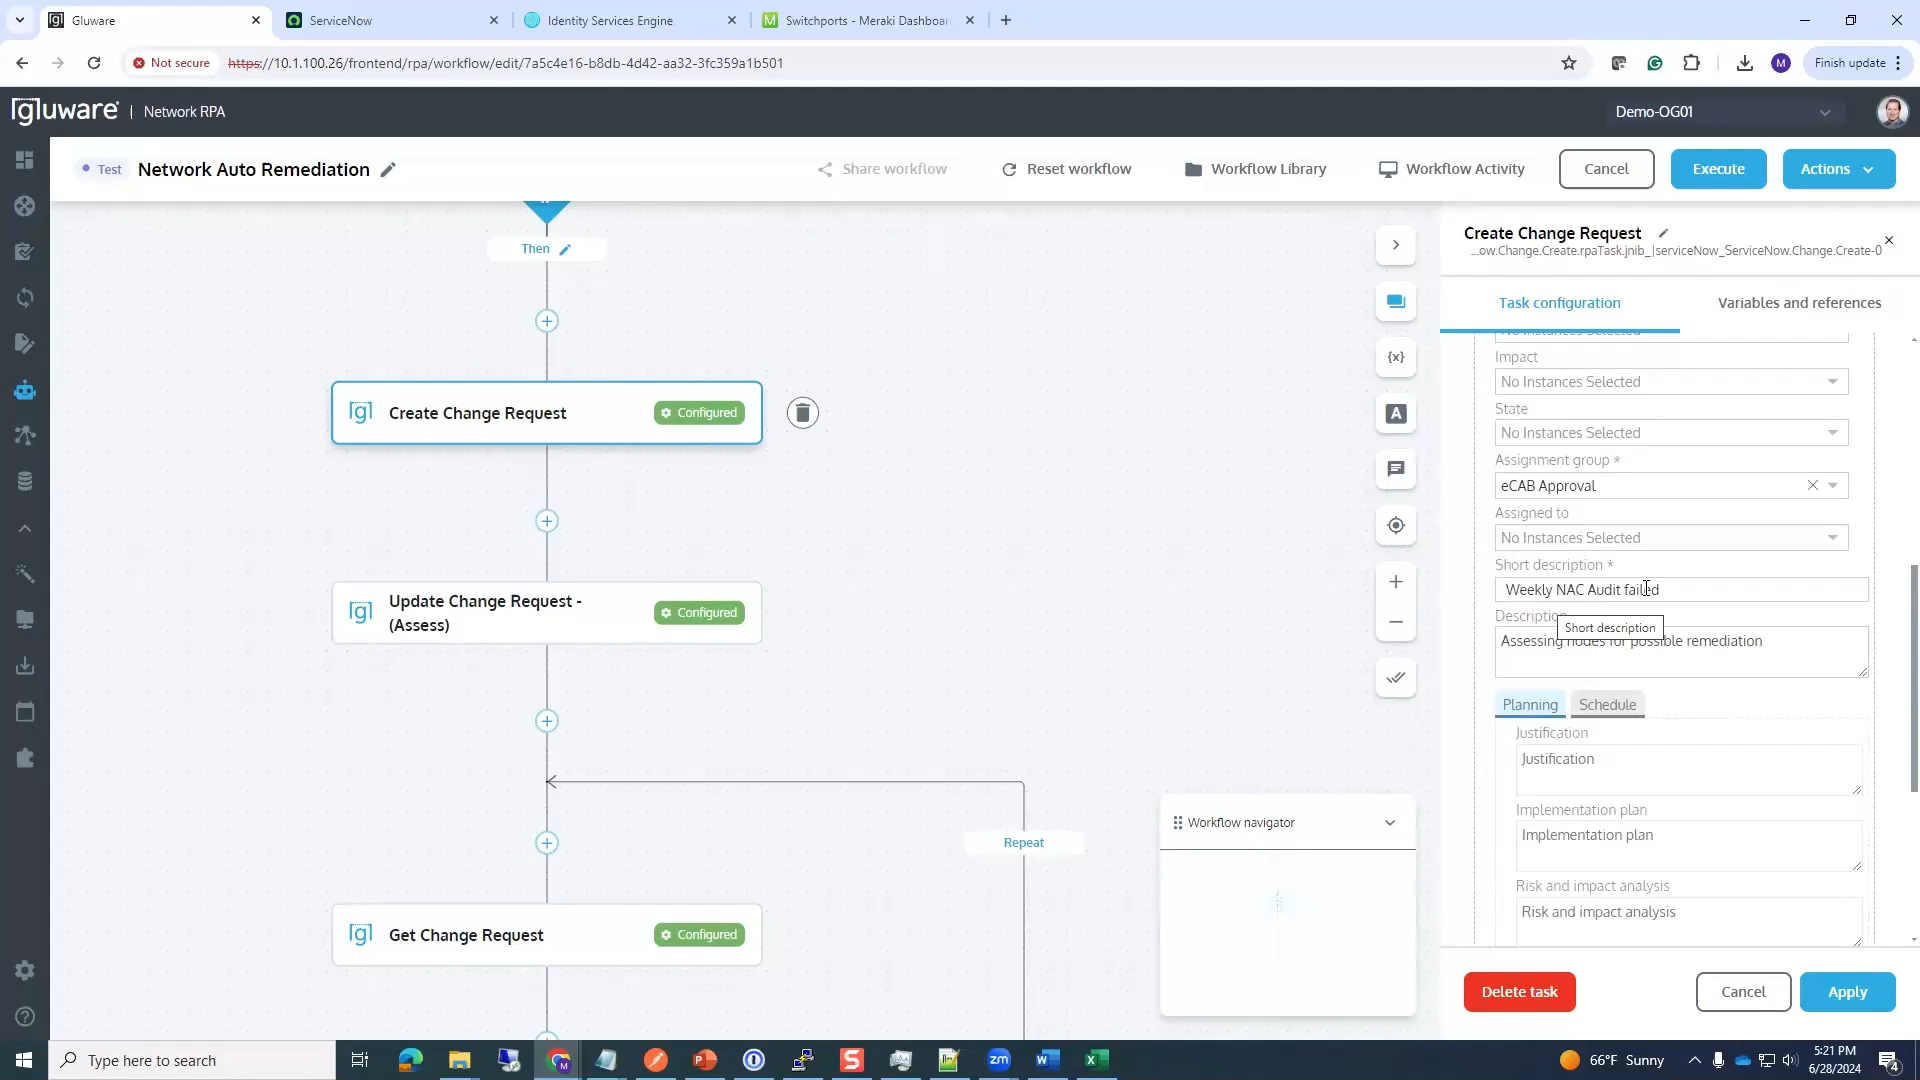 Gluware
ServiceNow
Identity Services Engine
Switchports - Meraki Dashboar
Not secure
https://10.1.100.26/frontend/rpa/workflow/edit/7a5c4e16-b8db-4d42-aa32-3fc359a1b501
M
Finish update
[g]luware | Network RPA
Demo-OG01
Test Network Auto Remediation
Share workflow
Reset workflow
Workflow Library
Workflow Activity
Cancel
Execute
Actions
Then
Create Change Request
Configured
Update Change Request -
(Assess)
Configured
Repeat
Get Change Request
Configured
{x}
A
Workflow navigator
Create Change Request
...ow.Change.Create.rpaTask.jnib_|serviceNow_ServiceNow.Change.Create-0
Task configuration
Variables and references
No Instances Selected
Impact
No Instances Selected
State
No Instances Selected
Assignment group *
eCAB Approval
Assigned to
No Instances Selected
Short description *
Weekly NAC Audit failed
Description
Short description
Assessing nodes for possible remediation
Planning
Schedule
Justification
Justification
Implementation plan
Implementation plan
Risk and impact analysis
Risk and impact analysis
Delete task
Cancel
Apply
Type here to search
66°F Sunny
5:21 PM
6/28/2024
4